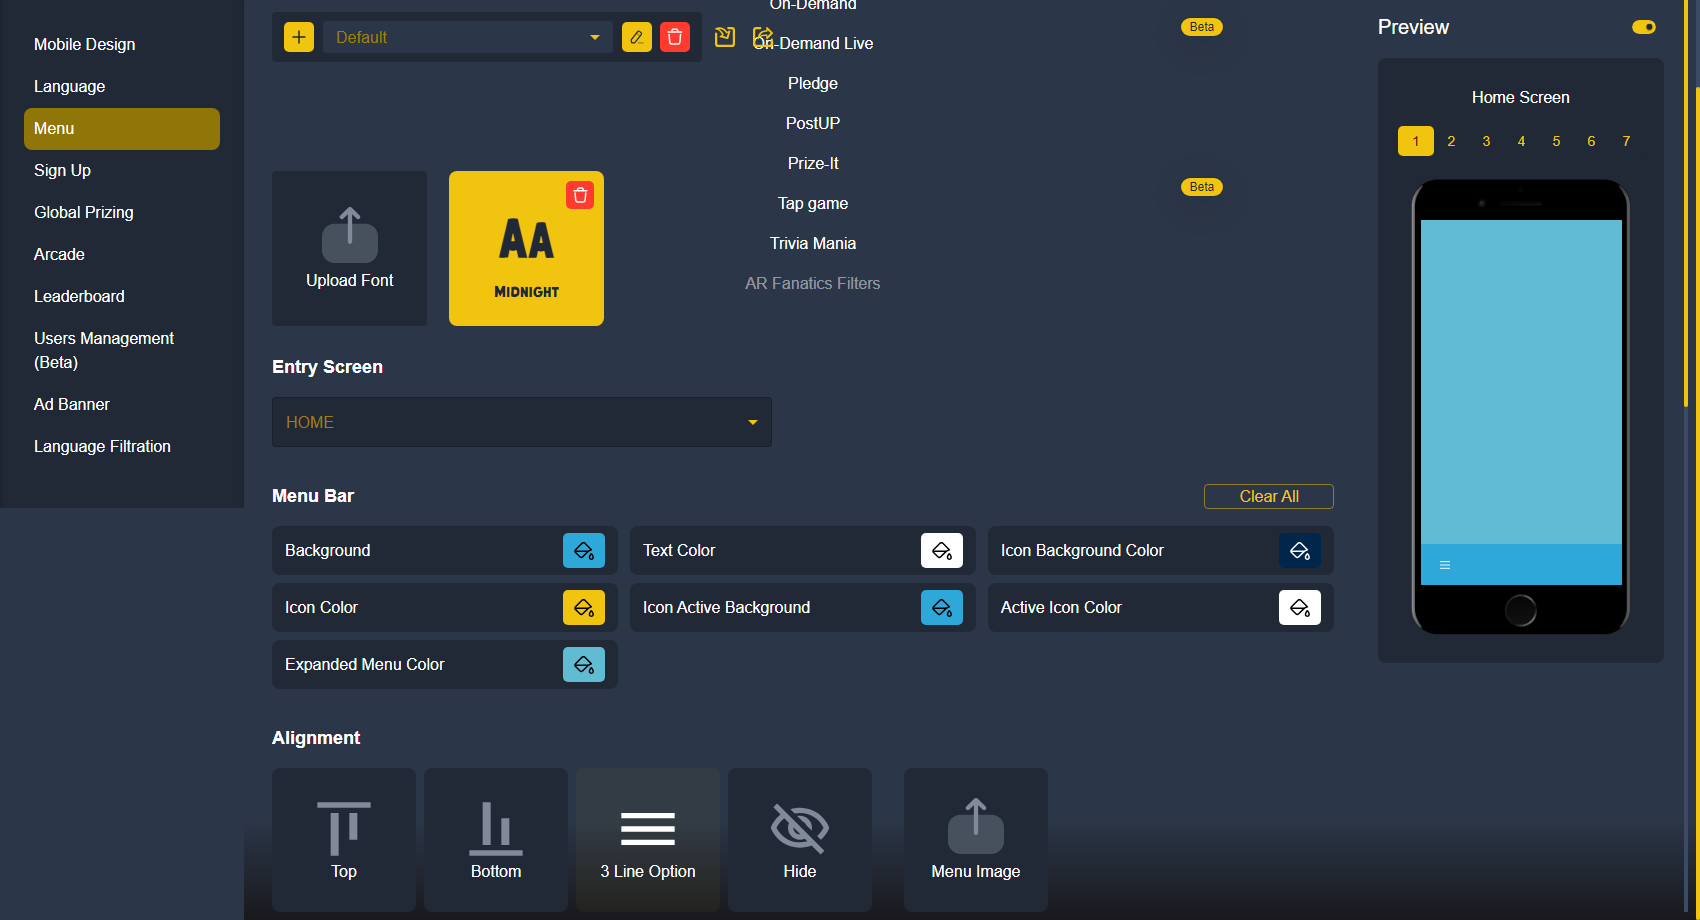 Mobile Design
Language
Menu
Sign Up
Global Prizing
Arcade
Leaderboard
Users Management
(Beta)
Ad Banner
Language Filtration
Default
On-Demand
On-Demand Live
Pledge
PostUP
Prize-It
Tap game
Trivia Mania
AR Fanatics Filters
Beta
Beta
Upload Font
AA
MIDNIGHT
Entry Screen
HOME
Menu Bar
Clear All
Background
Text Color
Icon Background Color
Icon Color
Icon Active Background
Active Icon Color
Expanded Menu Color
Alignment
Top
Bottom
3 Line Option
Hide
Menu Image
Preview
Home Screen
1 2 3 4 5 6 7